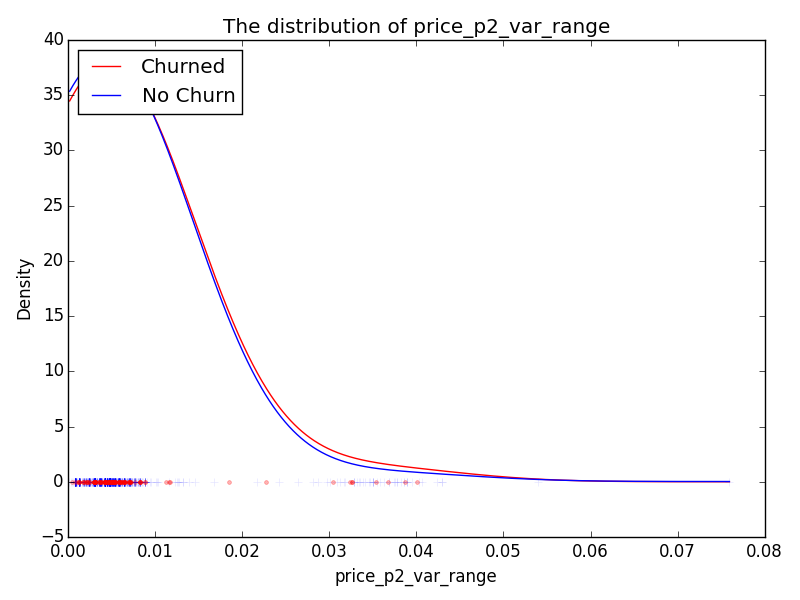 The distribution of price_p2_var_range
Churned
No Churn
40
35
30
25
20
15
10
5
0
−5
Density
0.00 0.01 0.02 0.03 0.04 0.05 0.06 0.07 0.08
price_p2_var_range